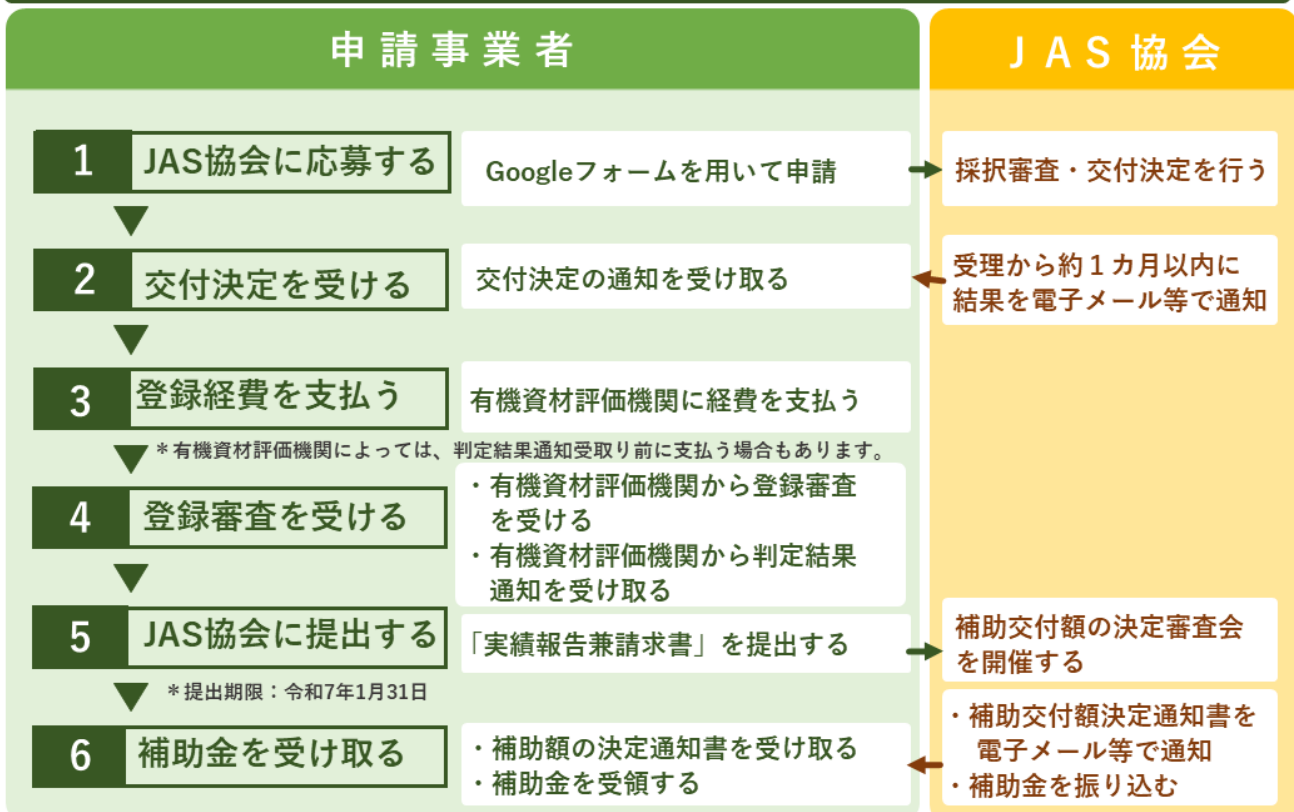 申請事業者
JAS協会
1 JAS協会に応募する
Googleフォームを用いて申請
採択審査・交付決定を行う
2 交付決定を受ける
交付決定の通知を受け取る
受理から約１カ月以内に
結果を電子メール等で通知
3 登録経費を支払う
有機資材評価機関に経費を支払う
＊有機資材評価機関によっては、判定結果通知受取り前に支払う場合もあります。
4 登録審査を受ける
・有機資材評価機関から登録審査
を受ける
・有機資材評価機関から判定結果
通知を受け取る
5 JAS協会に提出する
「実績報告兼請求書」を提出する
補助交付額の決定審査会
を開催する
＊提出期限：令和7年1月31日
6 補助金を受け取る
・補助額の決定通知書を受け取る
・補助金を受領する
・補助交付額決定通知書を
電子メール等で通知
・補助金を振り込む